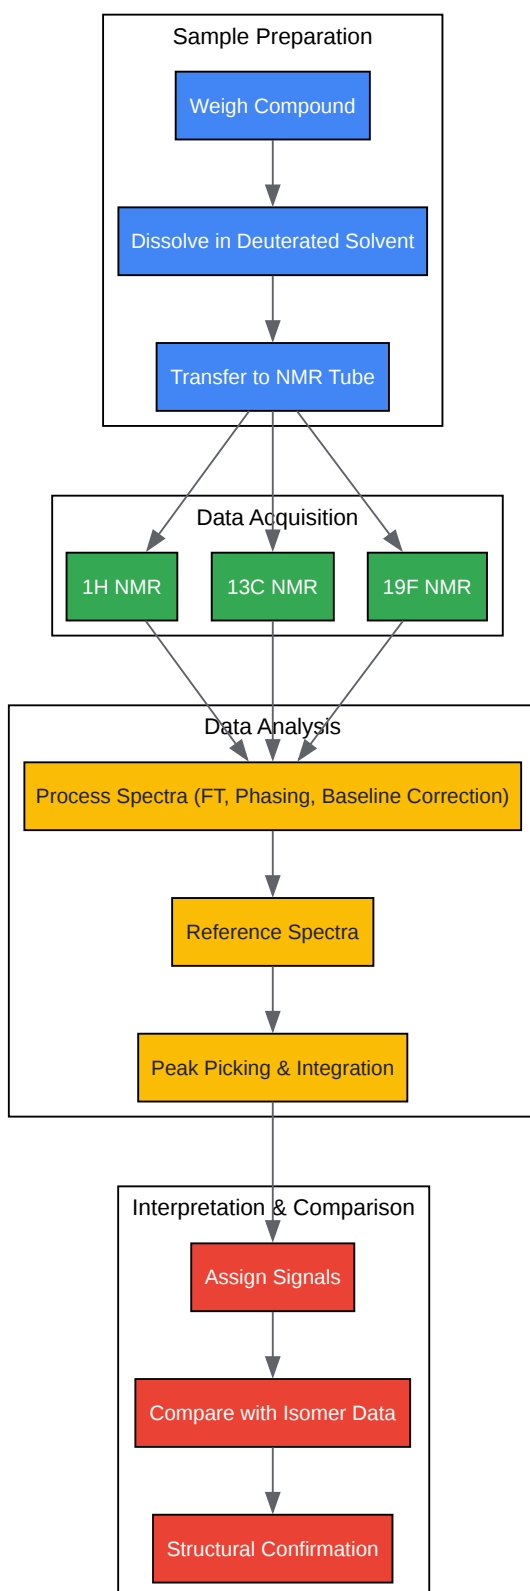 Sample Preparation
Weigh Compound
Dissolve in Deuterated Solvent
Transfer to NMR Tube
Data Acquisition
1H NMR
13C NMR
19F NMR
Data Analysis
Process Spectra (FT, Phasing, Baseline Correction)
Reference Spectra
Peak Picking & Integration
Interpretation & Comparison
Assign Signals
Compare with Isomer Data
Structural Confirmation